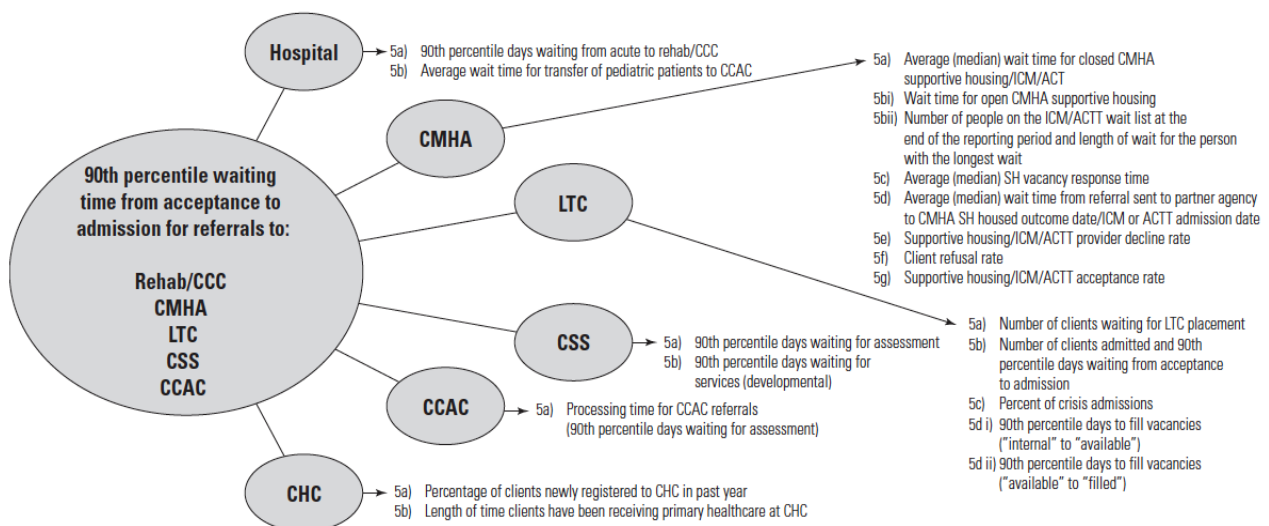 90th percentile waiting
time from acceptance to
admission for referrals to:
Rehab/CCC
CMHA
LTC
CSS
CCAC
Hospital
5a) 90th percentile days waiting from acute to rehab/CCC
5b) Average wait time for transfer of pediatric patients to CCAC
CMHA
5a) Average (median) wait time for closed CMHA
supportive housing/ICM/ACT
5bi) Wait time for open CMHA supportive housing
5bii) Number of people on the ICM/ACTT wait list at the
end of the reporting period and length of wait for the person
with the longest wait
5c) Average (median) SH vacancy response time
5d) Average (median) wait time from referral sent to partner agency
to CMHA SH housed outcome date/ICM or ACTT admission date
5e) Supportive housing/ICM/ACTT provider decline rate
5f) Client refusal rate
5g) Supportive housing/ICM/ACTT acceptance rate
LTC
5a) Number of clients waiting for LTC placement
5b) Number of clients admitted and 90th
percentile days waiting from acceptance
to admission
5c) Percent of crisis admissions
5d i) 90th percentile days to fill vacancies
("internal" to "available")
5d ii) 90th percentile days to fill vacancies
("available" to "filled")
CSS
5a) 90th percentile days waiting for assessment
5b) 90th percentile days waiting for
services (developmental)
CCAC
5a) Processing time for CCAC referrals
(90th percentile days waiting for assessment)
CHC
5a) Percentage of clients newly registered to CHC in past year
5b) Length of time clients have been receiving primary healthcare at CHC